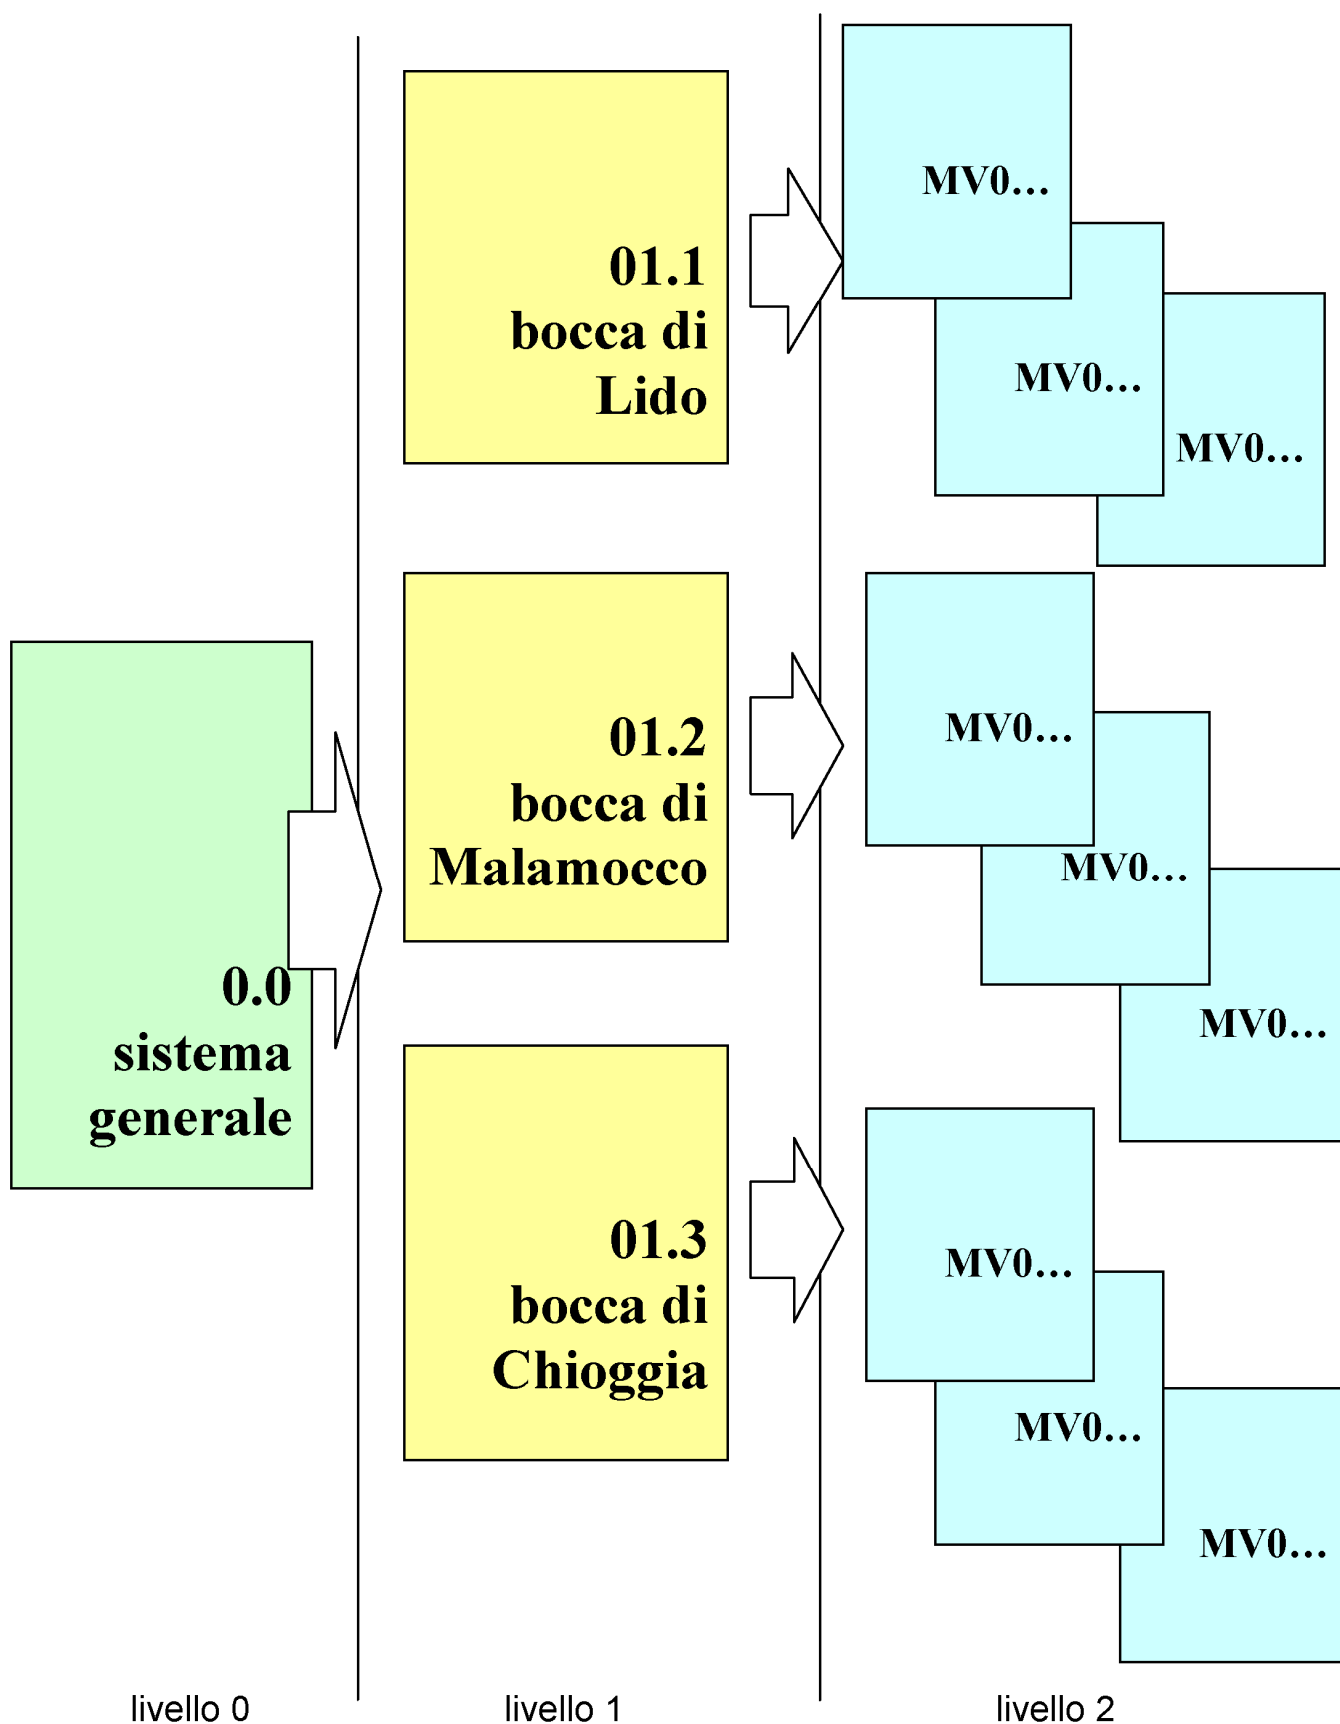 0.0
sistema
generale
01.1
bocca di
Lido
01.2
bocca di
Malamocco
01.3
bocca di
Chioggia
MV0…
MV0…
MV0…
MV0…
MV0…
MV0…
MV0…
MV0…
MV0…
livello 0
livello 1
livello 2